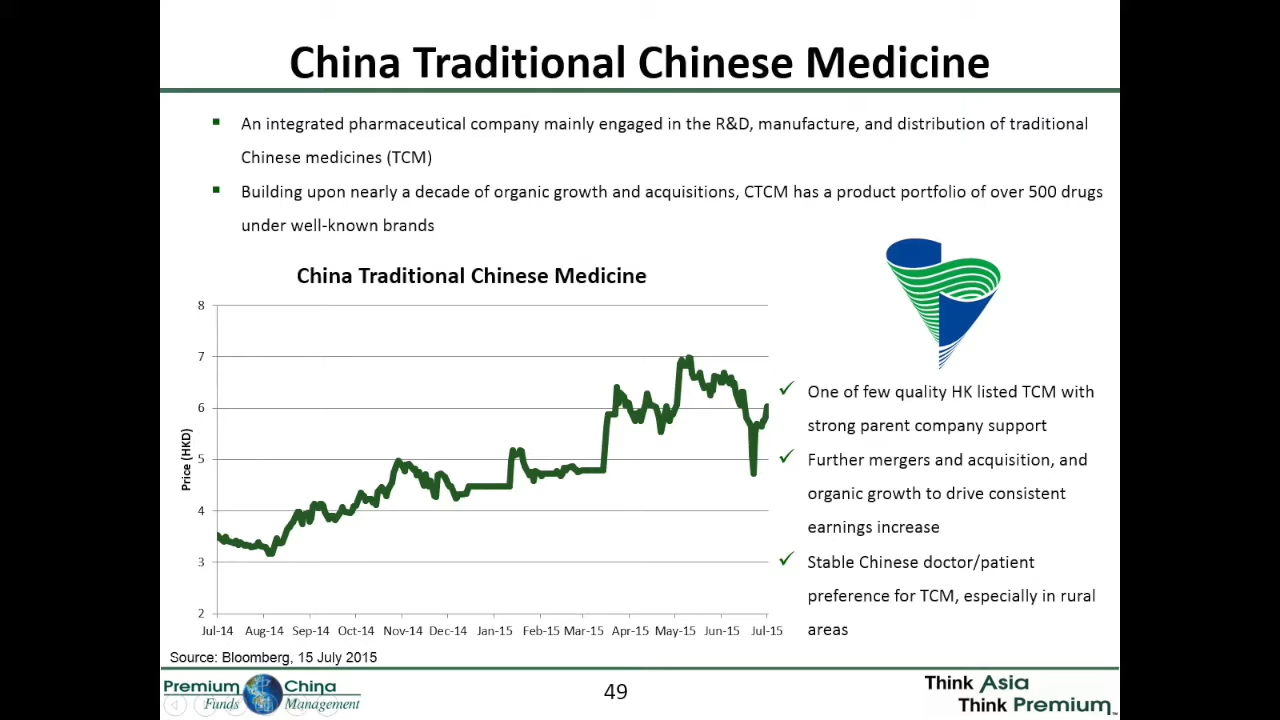 China Traditional Chinese Medicine
An integrated pharmaceutical company mainly engaged in the R&D, manufacture, and distribution of traditional
Chinese medicines (TCM)
Building upon nearly a decade of organic growth and acquisitions, CTCM has a product portfolio of over 500 drugs
under well-known brands
China Traditional Chinese Medicine
Price (HKD)
8
7
6
5
4
3
2
Jul-14 Aug-14 Sep-14 Oct-14 Nov-14 Dec-14 Jan-15 Feb-15 Mar-15 Apr-15 May-15 Jun-15 Jul-15
One of few quality HK listed TCM with
strong parent company support
Further mergers and acquisition, and
organic growth to drive consistent
earnings increase
Stable Chinese doctor/patient
preference for TCM, especially in rural
areas
Source: Bloomberg, 15 July 2015
Premium China
Funds Management
49
Think Asia
Think Premium™